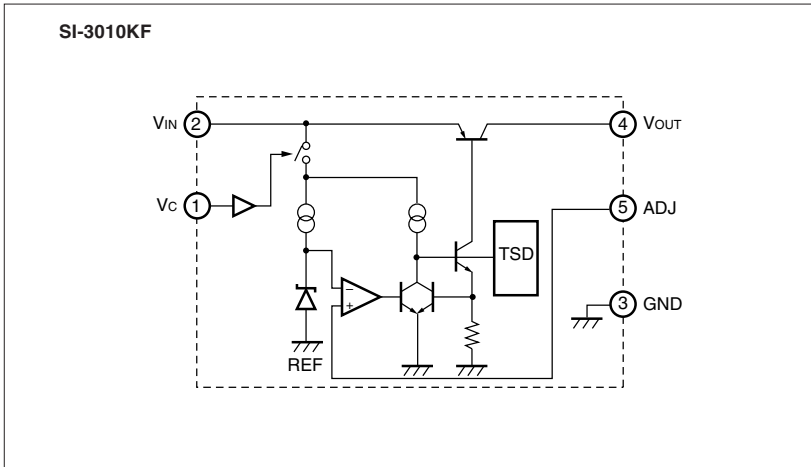 SI-3010KF
VIN 2
4 VOUT
VC 1
5 ADJ
TSD
3 GND
−
+
REF